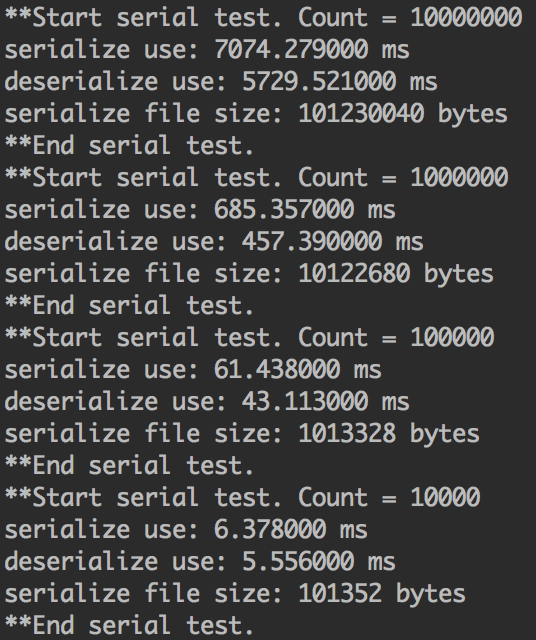 **Start serial test. Count = 10000000
serialize use: 7074.279000 ms
deserialize use: 5729.521000 ms
serialize file size: 101230040 bytes
**End serial test.
**Start serial test. Count = 1000000
serialize use: 685.357000 ms
deserialize use: 457.390000 ms
serialize file size: 10122680 bytes
**End serial test.
**Start serial test. Count = 100000
serialize use: 61.438000 ms
deserialize use: 43.113000 ms
serialize file size: 1013328 bytes
**End serial test.
**Start serial test. Count = 10000
serialize use: 6.378000 ms
deserialize use: 5.556000 ms
serialize file size: 101352 bytes
**End serial test.